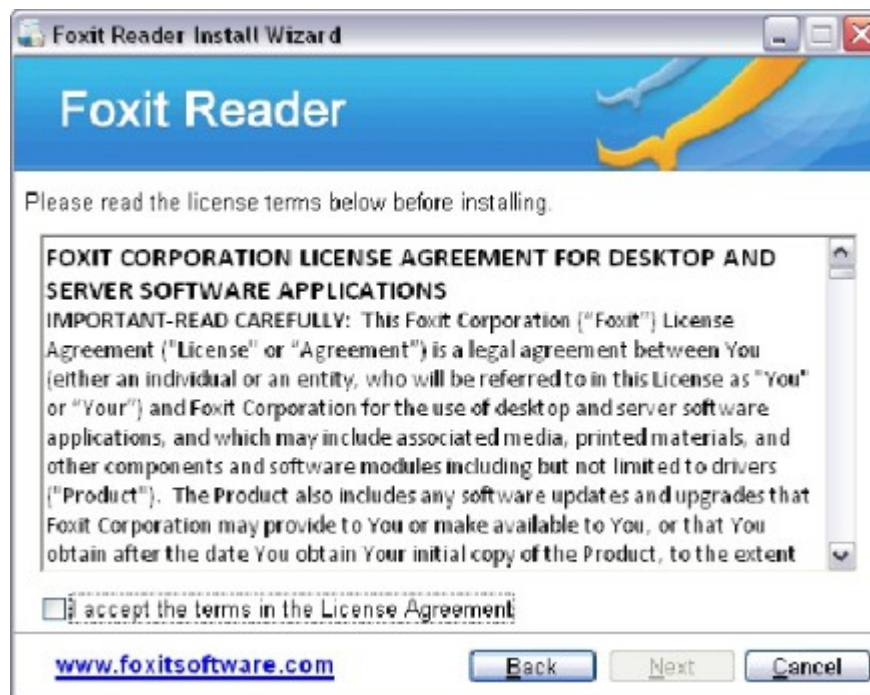 Foxit Reader Install Wizard
Foxit Reader
Please read the license terms below before installing.
FOXIT CORPORATION LICENSE AGREEMENT FOR DESKTOP AND
SERVER SOFTWARE APPLICATIONS
IMPORTANT-READ CAREFULLY: This Foxit Corporation (“Foxit”) License
Agreement ("License" or “Agreement”) is a legal agreement between You
(either an individual or an entity, who will be referred to in this License as "You"
or “Your”) and Foxit Corporation for the use of desktop and server software
applications, and which may include associated media, printed materials, and
other components and software modules including but not limited to drivers
("Product"). The Product also includes any software updates and upgrades that
Foxit Corporation may provide to You or make available to You, or that You
obtain after the date You obtain Your initial copy of the Product, to the extent
I accept the terms in the License Agreement
www.foxitsoftware.com Back Next Cancel